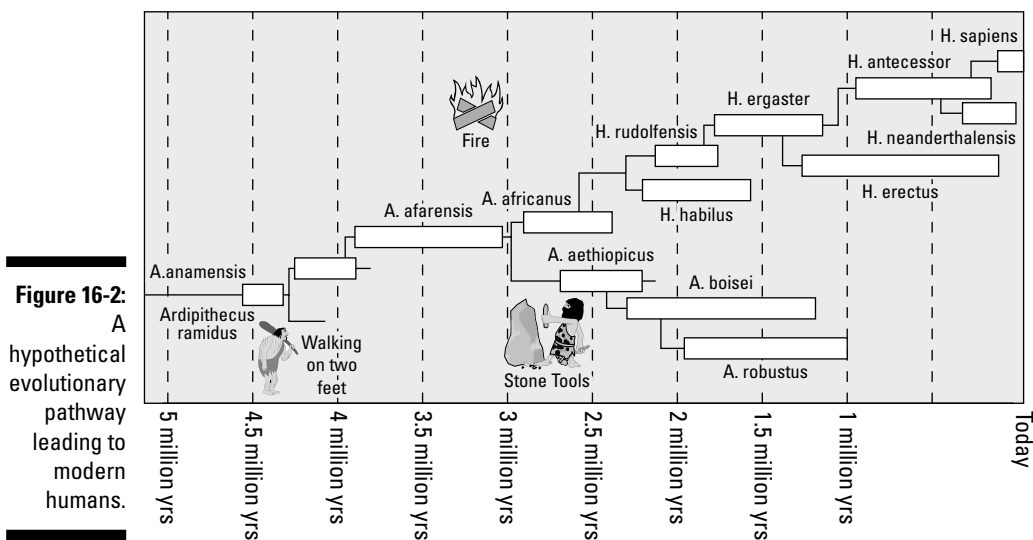 Figure 16-2:
A
hypothetical
evolutionary
pathway
leading to
modern
humans.
H. sapiens
H. antecessor
H. ergaster
Fire
H. rudolfensis
H. neanderthalensis
H. erectus
A. africanus
H. habilus
A. afarensis
A. aethiopicus
A.anamensis
A. boisei
Ardipithecus
ramidus
Walking
on two
feet
Stone Tools
A. robustus
5 million yrs
4.5 million yrs
4 million yrs
3.5 million yrs
3 million yrs
2.5 million yrs
2 million yrs
1.5 million yrs
1 million yrs
Today